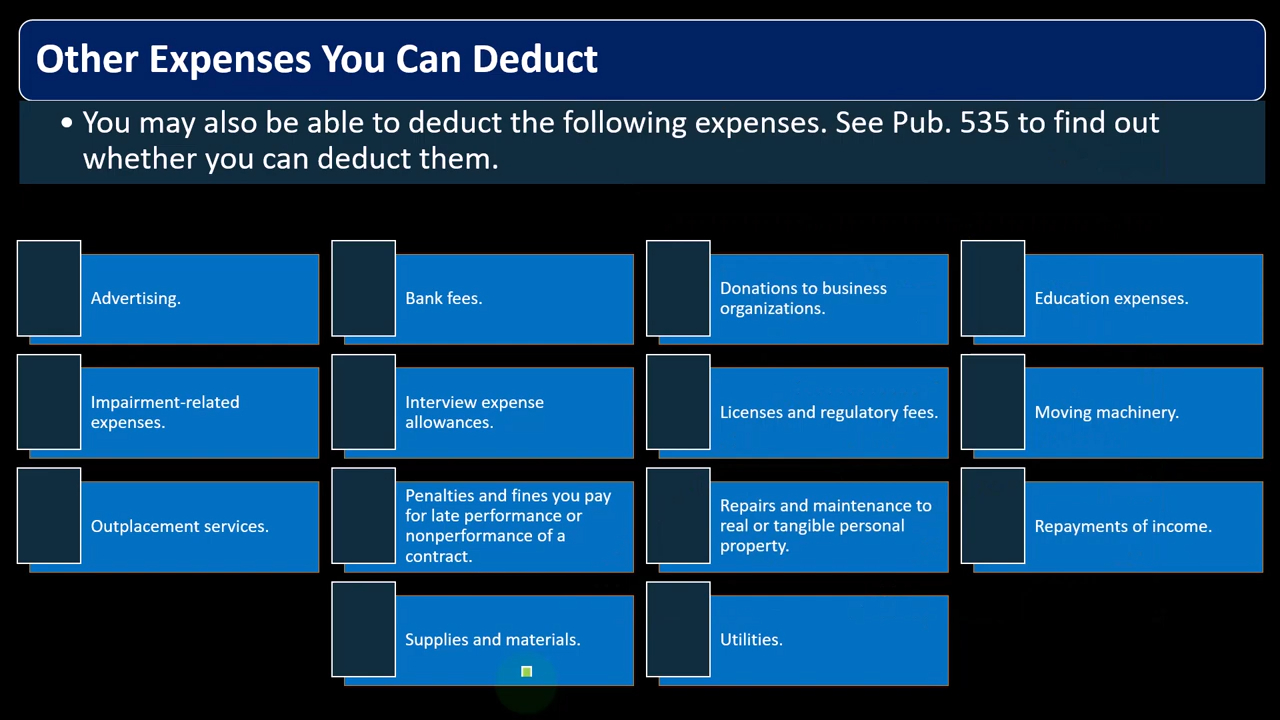 Other Expenses You Can Deduct
• You may also be able to deduct the following expenses. See Pub. 535 to find out
whether you can deduct them.
Advertising.
Bank fees.
Donations to business
organizations.
Education expenses.
Impairment-related
expenses.
Interview expense
allowances.
Licenses and regulatory fees.
Moving machinery.
Outplacement services.
Penalties and fines you pay
for late performance or
nonperformance of a
contract.
Repairs and maintenance to
real or tangible personal
property.
Repayments of income.
Supplies and materials.
Utilities.